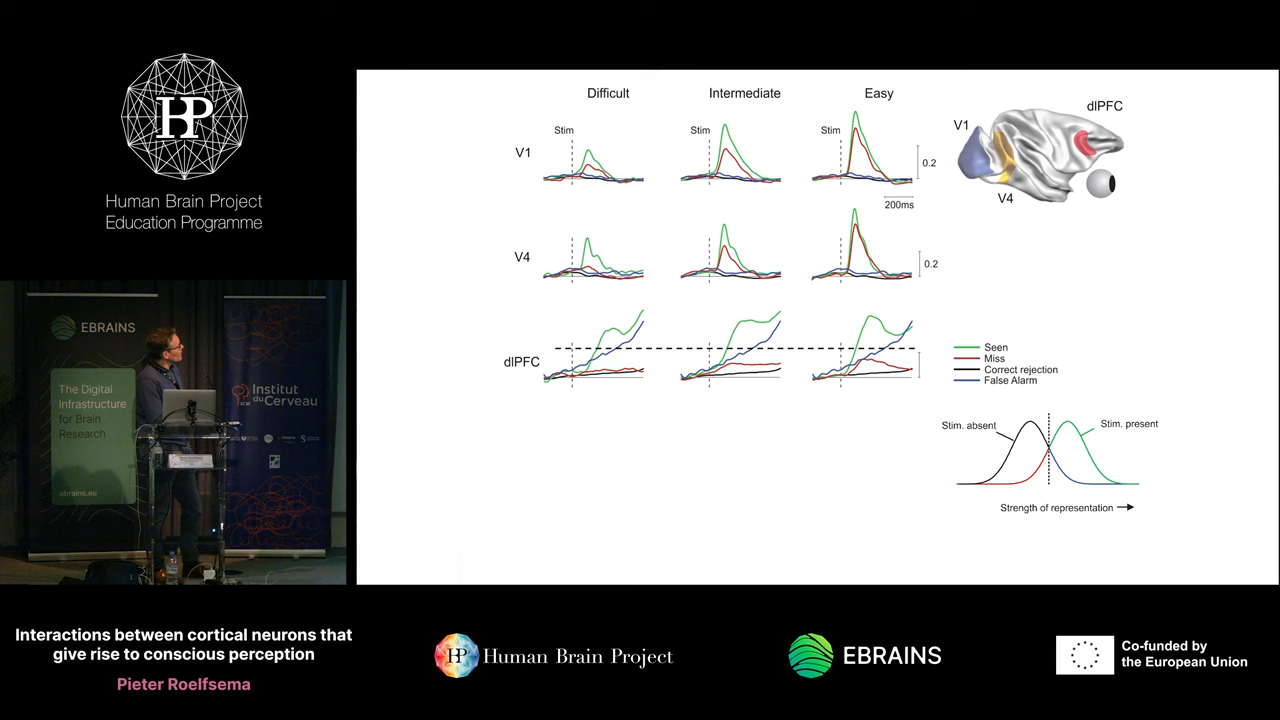 HP
Human Brain Project
Education Programme
EBRAINS
The Digital
Infrastructure
for Brain
Research
ebrains.eu
Institut
du Cerveau
ICM
Difficult
Intermediate
Easy
Stim
Stim
Stim
V1
0.2
200ms
V4
0.2
dlPFC
V1
V4
dlPFC
Seen
Miss
Correct rejection
False Alarm
Stim. absent
Stim. present
Strength of representation
Interactions between cortical neurons that
give rise to conscious perception
Pieter Roelfsema
HP
Human Brain Project
EBRAINS
Co-funded by
the European Union